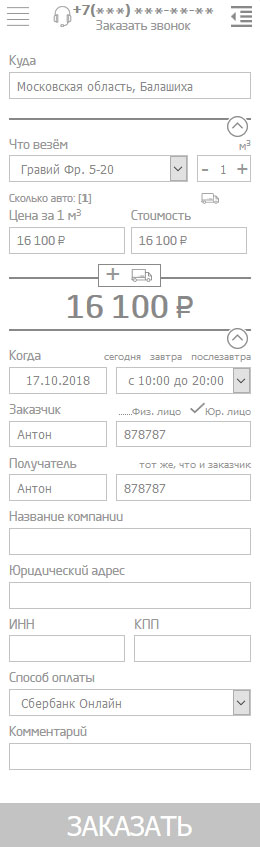 +7(***) ***-**-**
Заказать звонок
Куда
Московская область, Балашиха
Что везём м³
Гравий Фр. 5-20 - 1 +
Сколько авто: [1]
Цена за 1 м³ Стоимость
16 100 ₽ 16 100 ₽
+
16 100 ₽
Когда сегодня завтра послезавтра
17.10.2018 с 10:00 до 20:00
Заказчик ......Физ. лицо Юр. лицо
Антон 878787
Получатель тот же, что и заказчик
Антон 878787
Название компании
Юридический адрес
ИНН КПП
Способ оплаты
Сбербанк Онлайн
Комментарий
ЗАКАЗАТЬ